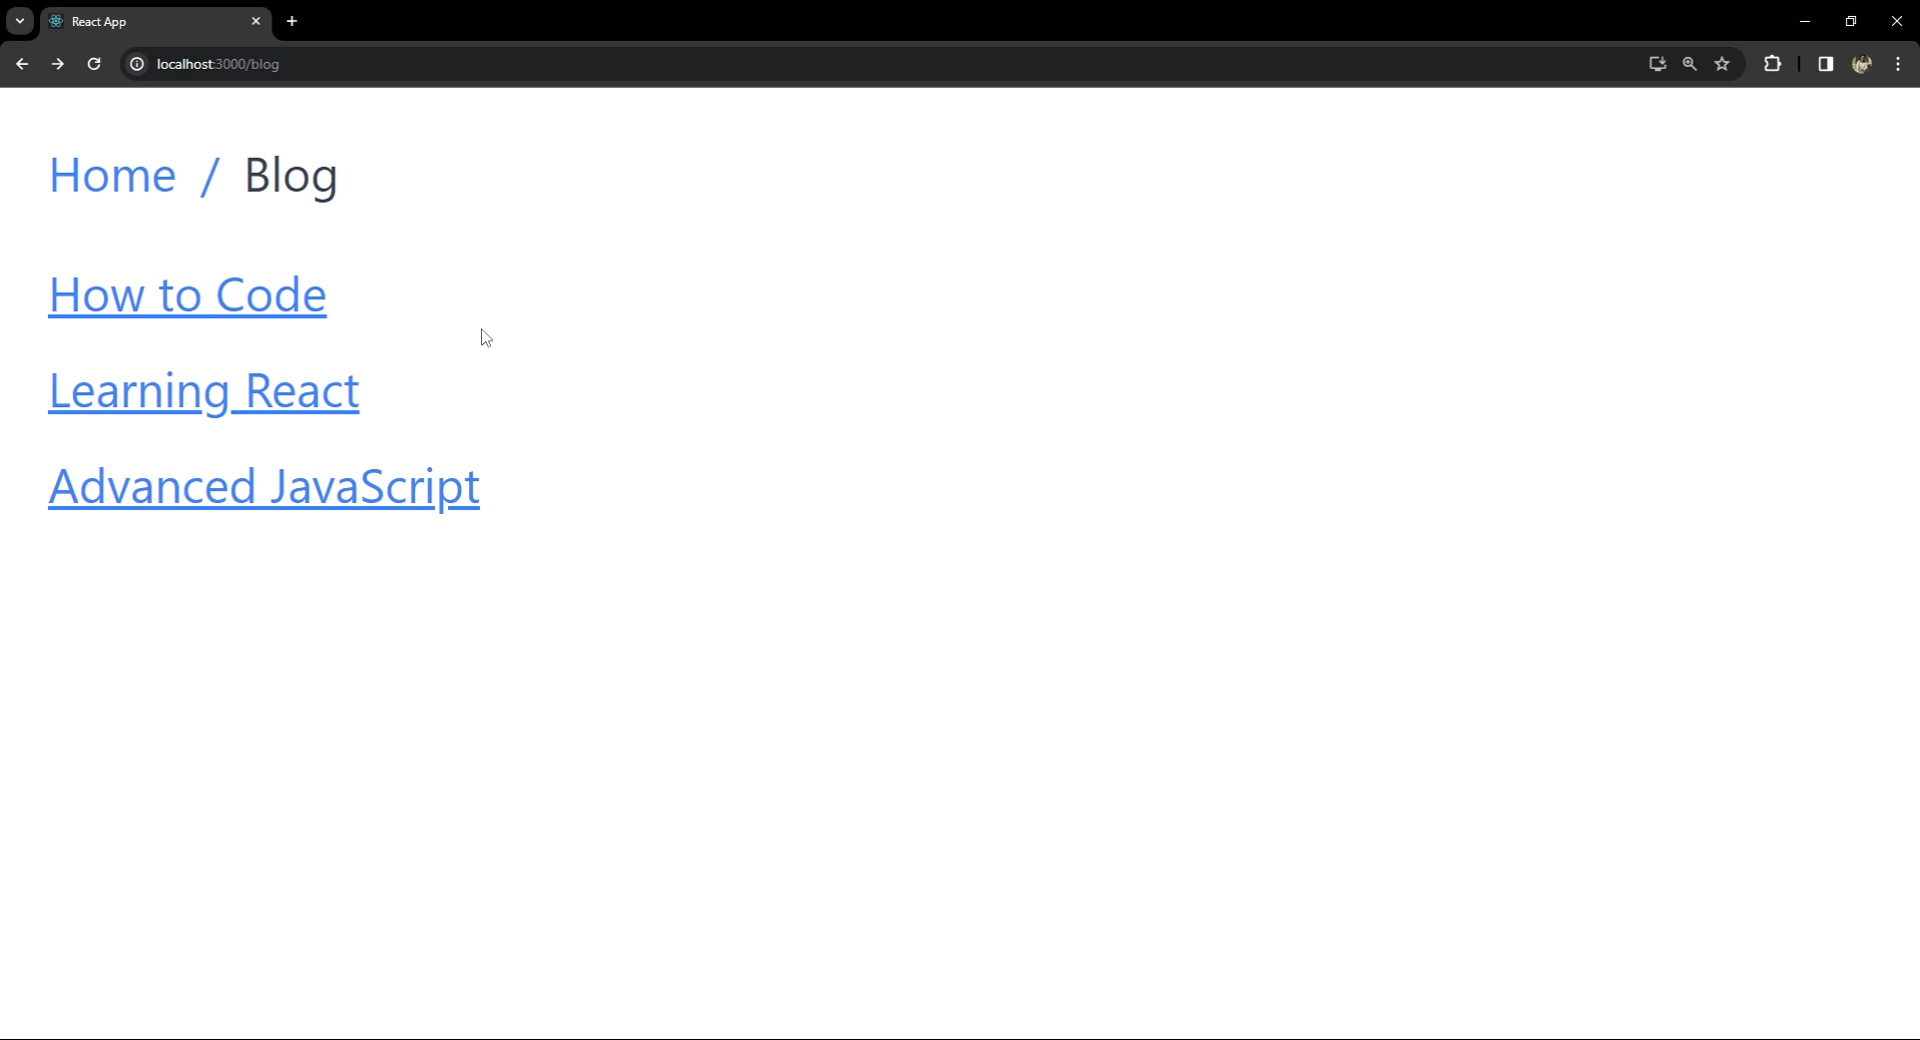 React App
localhost:3000/blog
Home / Blog
How to Code
Learning React
Advanced JavaScript